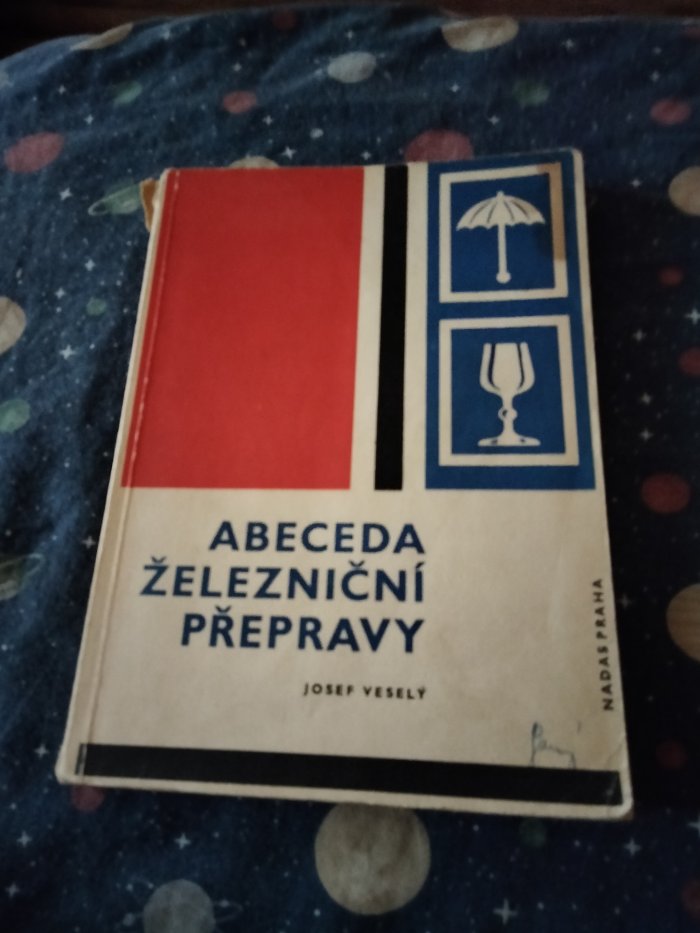 ABECEDA
ŽELEZNIČNÍ
PŘEPRAVY
JOSEF VESELÝ
NADAS PRAHA